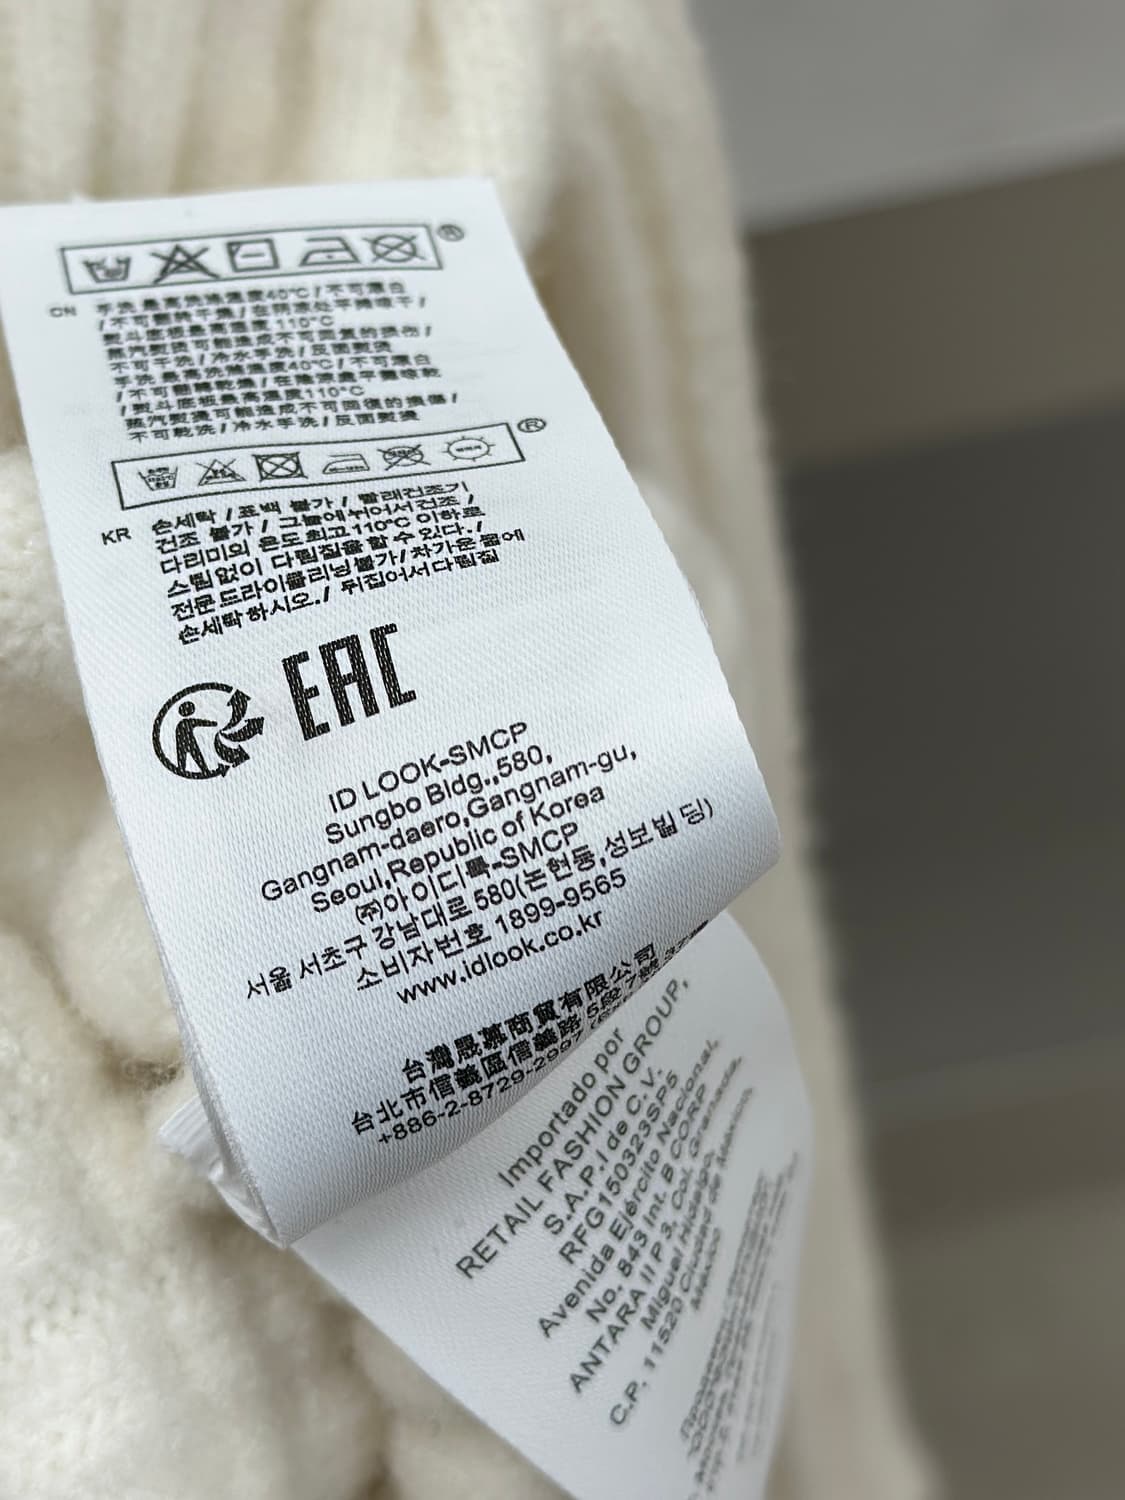 ®
CN 手洗 最高洗涤温度40°C / 不可漂白
/ 不可翻转干燥 / 在阴凉处平摊晾干 /
熨斗底板最高温度 110°C
蒸汽熨烫可能造成不可回复的损伤 /
不可干洗 / 冷水手洗 / 反面熨烫
手洗 最高洗滌溫度40°C / 不可漂白
/ 不可翻轉乾燥 / 在陰涼處平攤晾乾
/ 熨斗底板最高溫度110°C
蒸汽熨燙可能造成不可回復的損傷 /
不可乾洗 / 冷水手洗 / 反面熨燙
®
KR 손세탁 / 표백 불가 / 빨래건조기
건조 불가 / 그늘에뉘어서건조 /
다리미의 온도최고110°C 이하로
스팀없이 다림질을할수있다. /
전문드라이클리닝불가 / 차가운 물에
손세탁하시오. / 뒤집어서다림질
EAC
ID LOOK-SMCP
Sungbo Bldg.,580,
Gangnam-daero,Gangnam-gu,
Seoul,Republic of Korea
㈜아이디룩-SMCP
서울 서초구 강남대로580(논현동,성보빌딩)
소비자번호 1899-9565
www.idlook.co.kr
台灣晟慕商貿有限公司
台北市信義區信義路5段7號
+886-2-8729-2997
Importado por
RETAIL FASHION GROUP,
S.A.P.I de C.V.
RFG150323SP5
Avenida Ejército Nacional,
No. 843 Int. B CORP
ANTARA II P 3, Col. Granada,
Miguel Hidalgo,
C.P. 11520 Ciudad de México,
México